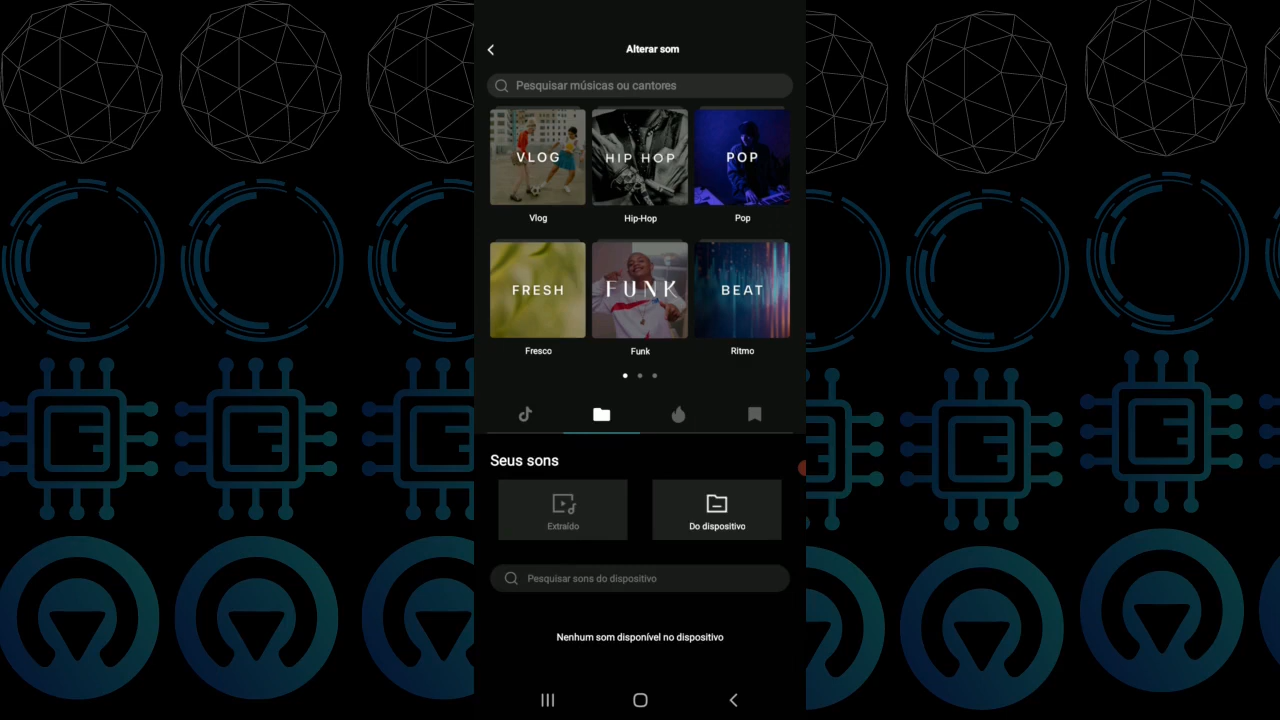 Alterar som
Pesquisar músicas ou cantores
VLOG
HIP HOP
POP
Vlog
Hip-Hop
Pop
FRESH
FUNK
BEAT
Fresco
Funk
Ritmo
Seus sons
Extraído
Do dispositivo
Pesquisar sons do dispositivo
Nenhum som disponível no dispositivo